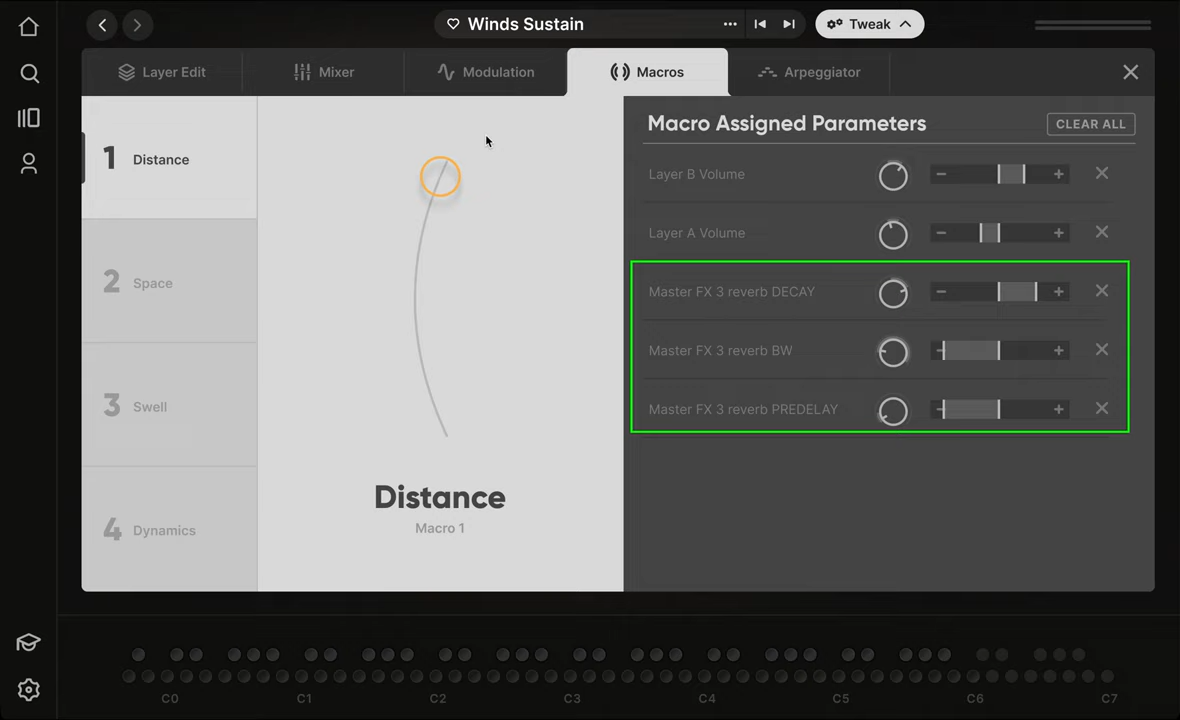 Winds Sustain
Tweak
Layer Edit
Mixer
Modulation
Macros
Arpeggiator
1 Distance
2 Space
3 Swell
4 Dynamics
Distance
Macro 1
Macro Assigned Parameters
CLEAR ALL
Layer B Volume
Layer A Volume
Master FX 3 reverb DECAY
Master FX 3 reverb BW
Master FX 3 reverb PREDELAY
C0 C1 C2 C3 C4 C5 C6 C7